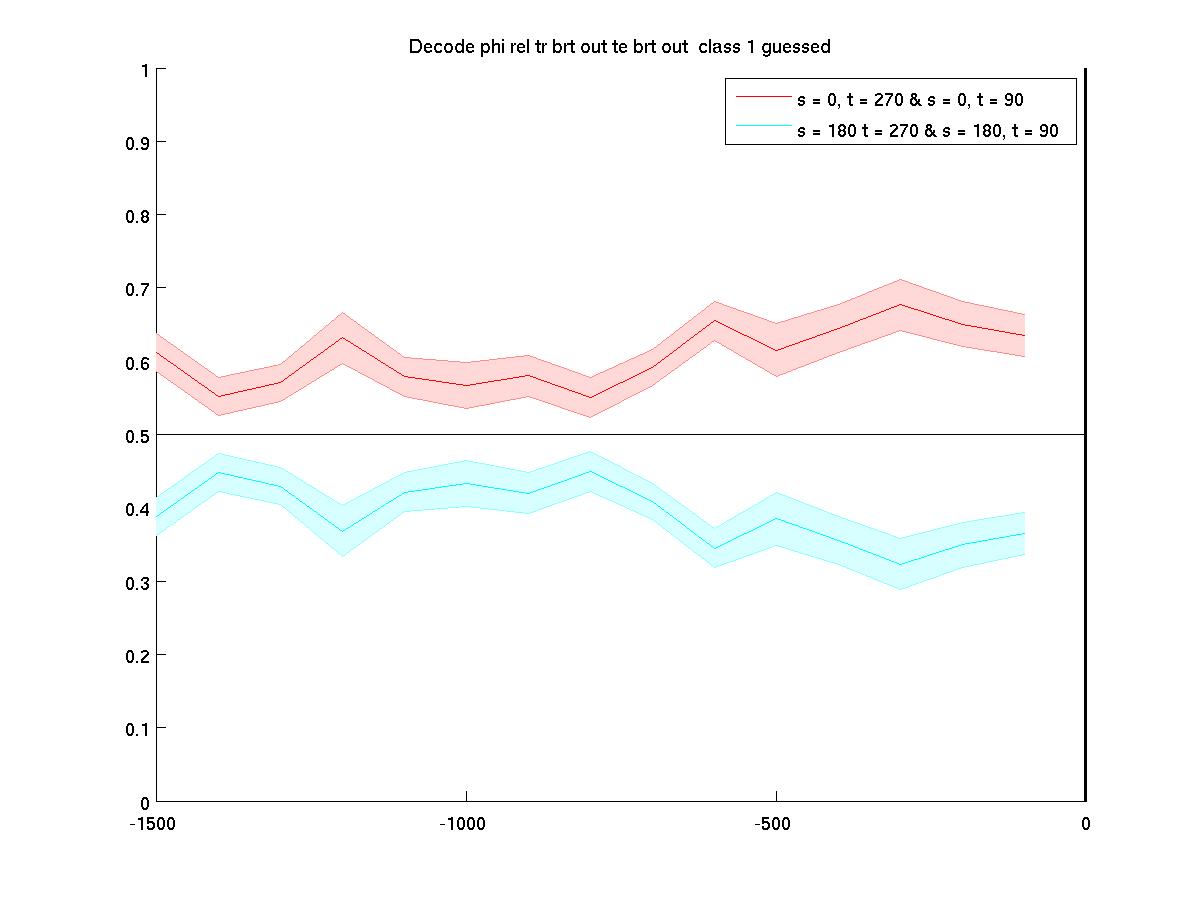 Decode phi rel tr brt out te brt out  class 1 guessed
s = 0, t = 270 & s = 0, t = 90
s = 180 t = 270 & s = 180, t = 90
1
0.9
0.8
0.7
0.6
0.5
0.4
0.3
0.2
0.1
0
-1500 -1000 -500 0